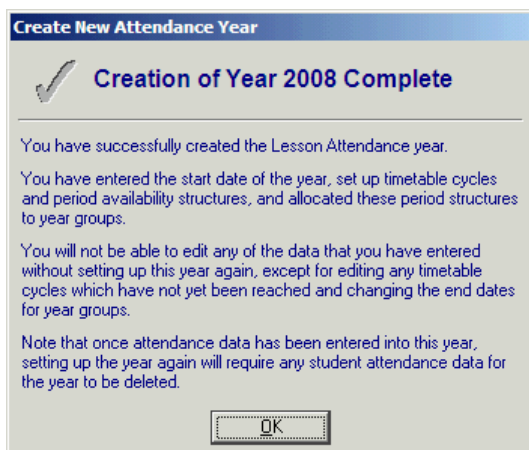 Create New Attendance Year
Creation of Year 2008 Complete
You have successfully created the Lesson Attendance year.
You have entered the start date of the year, set up timetable cycles
and period availability structures, and allocated these period structures
to year groups.
You will not be able to edit any of the data that you have entered
without setting up this year again, except for editing any timetable
cycles which have not yet been reached and changing the end dates
for year groups.
Note that once attendance data has been entered into this year,
setting up the year again will require any student attendance data for
the year to be deleted.
OK